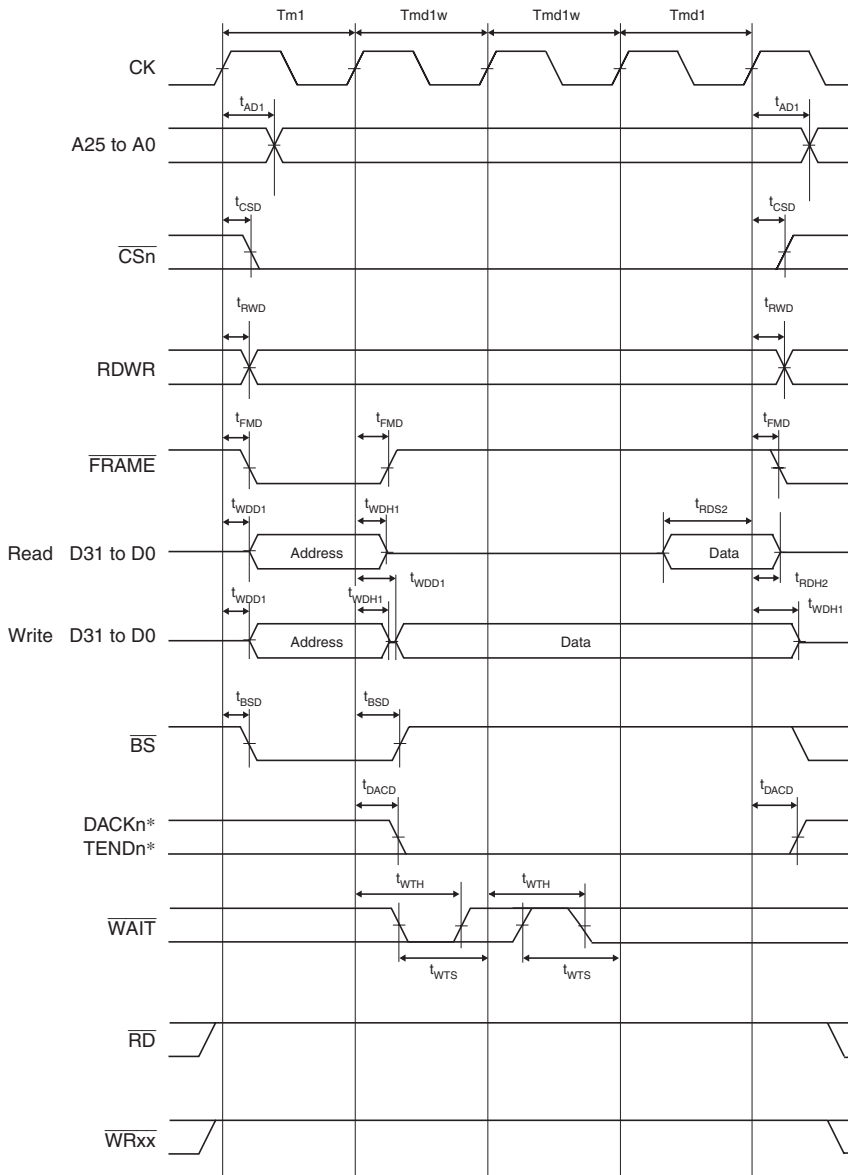 Tm1 Tmd1w Tmd1w Tmd1
CK
tAD1 tAD1
A25 to A0
tCSD tCSD
CSn
tRWD tRWD
RDWR
tFMD tFMD tFMD
FRAME
tWDD1 tWDH1 tRDS2
Read D31 to D0 Address Data
tWDD1 tRDH2
tWDD1 tWDH1 tWDH1
Write D31 to D0 Address Data
tBSD tBSD
BS
tDACD tDACD
DACKn*
TENDn*
tWTH tWTH
WAIT
tWTS tWTS
RD
WRxx